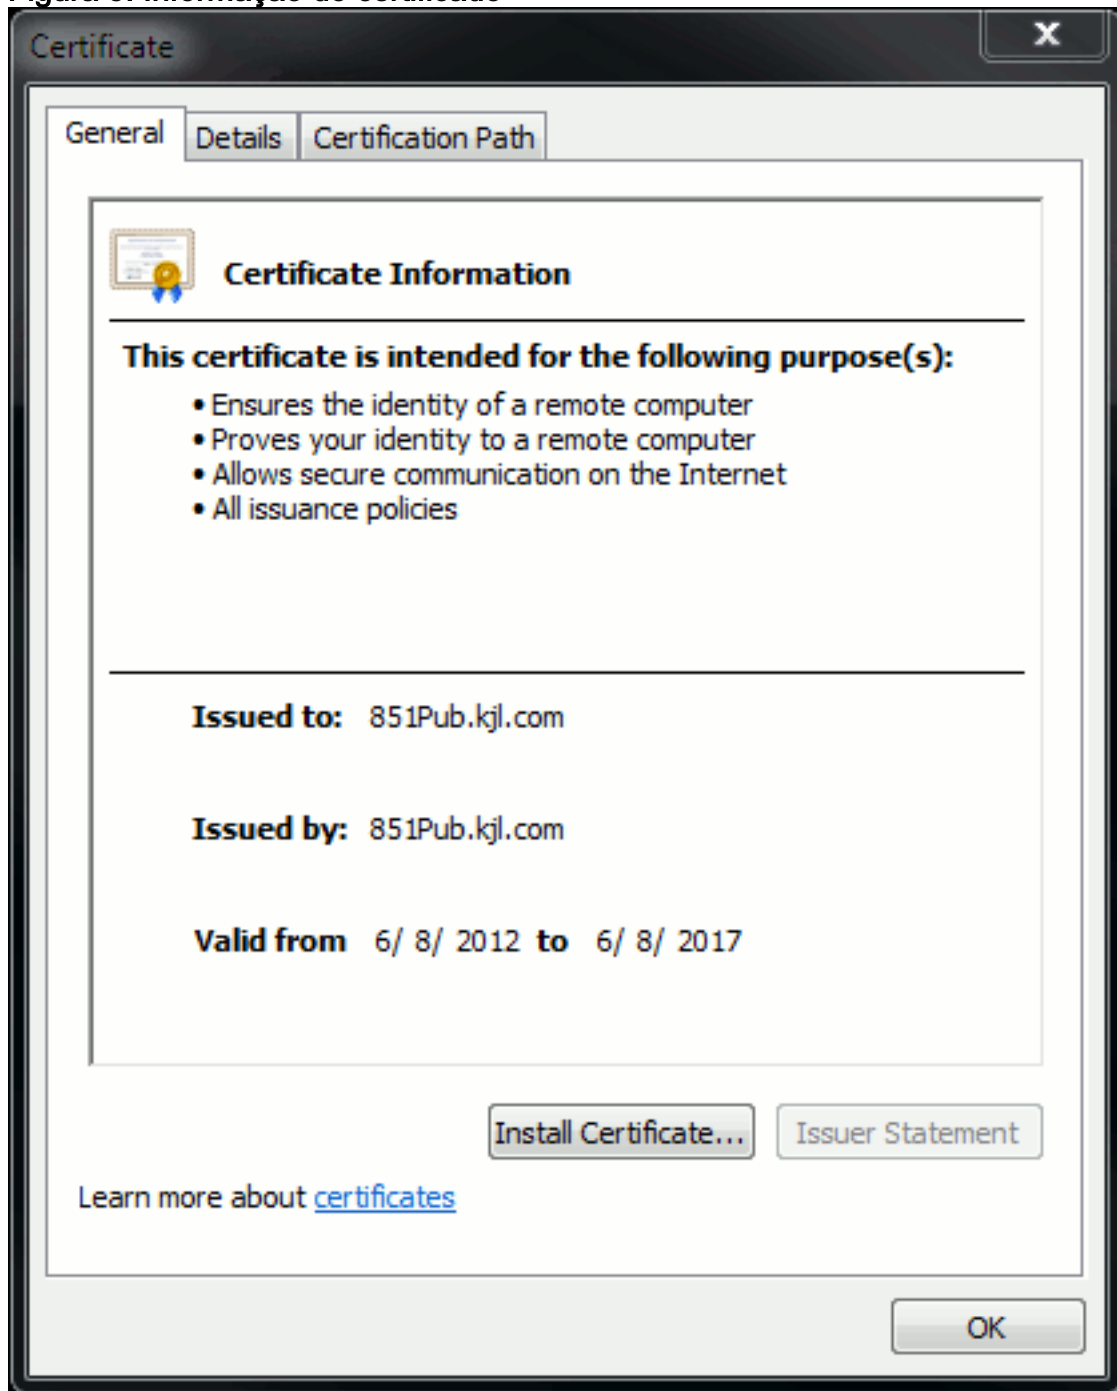 Certificate
General Details Certification Path
Certificate Information
This certificate is intended for the following purpose(s):
• Ensures the identity of a remote computer
• Proves your identity to a remote computer
• Allows secure communication on the Internet
• All issuance policies
Issued to: 851Pub.kjl.com
Issued by: 851Pub.kjl.com
Valid from 6/ 8/ 2012 to 6/ 8/ 2017
Install Certificate... Issuer Statement
Learn more about certificates
OK